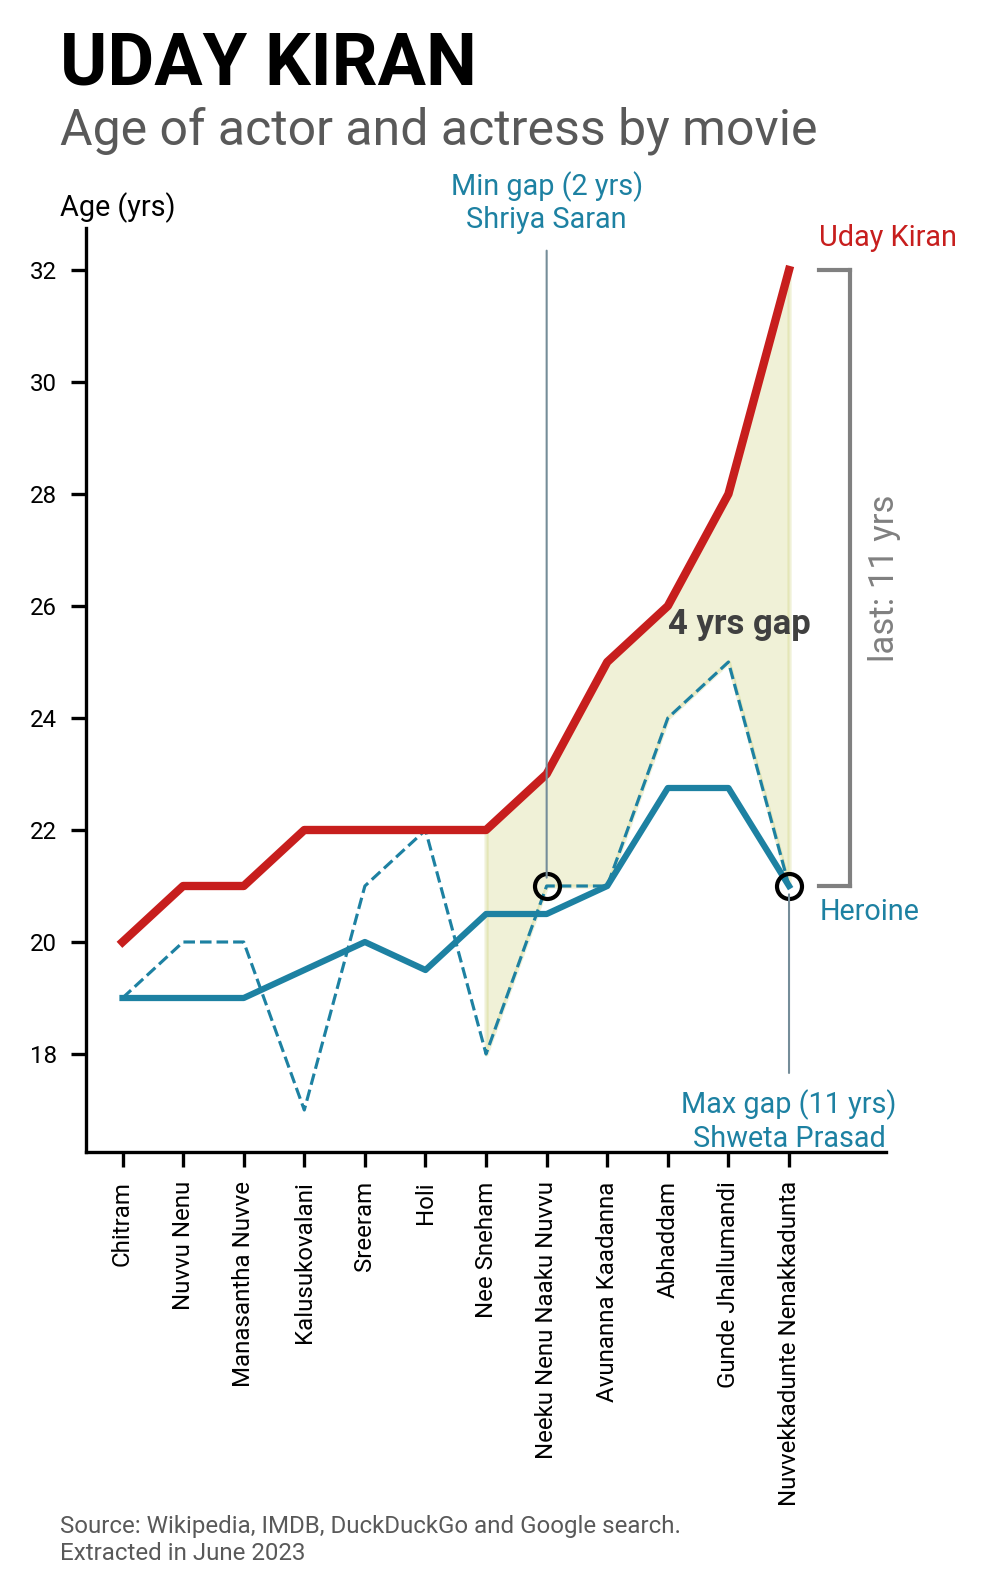 UDAY KIRAN
Age of actor and actress by movie
Min gap (2 yrs)
Shriya Saran
Age (yrs)
Uday Kiran
32
30
28
26
24
22
20
18
4 yrs gap
last: 11 yrs
Heroine
Max gap (11 yrs)
Shweta Prasad
Chitram
Nuvvu Nenu
Manasantha Nuvve
Kalusukovalani
Sreeram
Holi
Nee Sneham
Neeku Nenu Naaku Nuvvu
Avunanna Kaadanna
Abhaddam
Gunde Jhallumandi
Nuvvekkadunte Nenakkadunta
Source: Wikipedia, IMDB, DuckDuckGo and Google search.
Extracted in June 2023